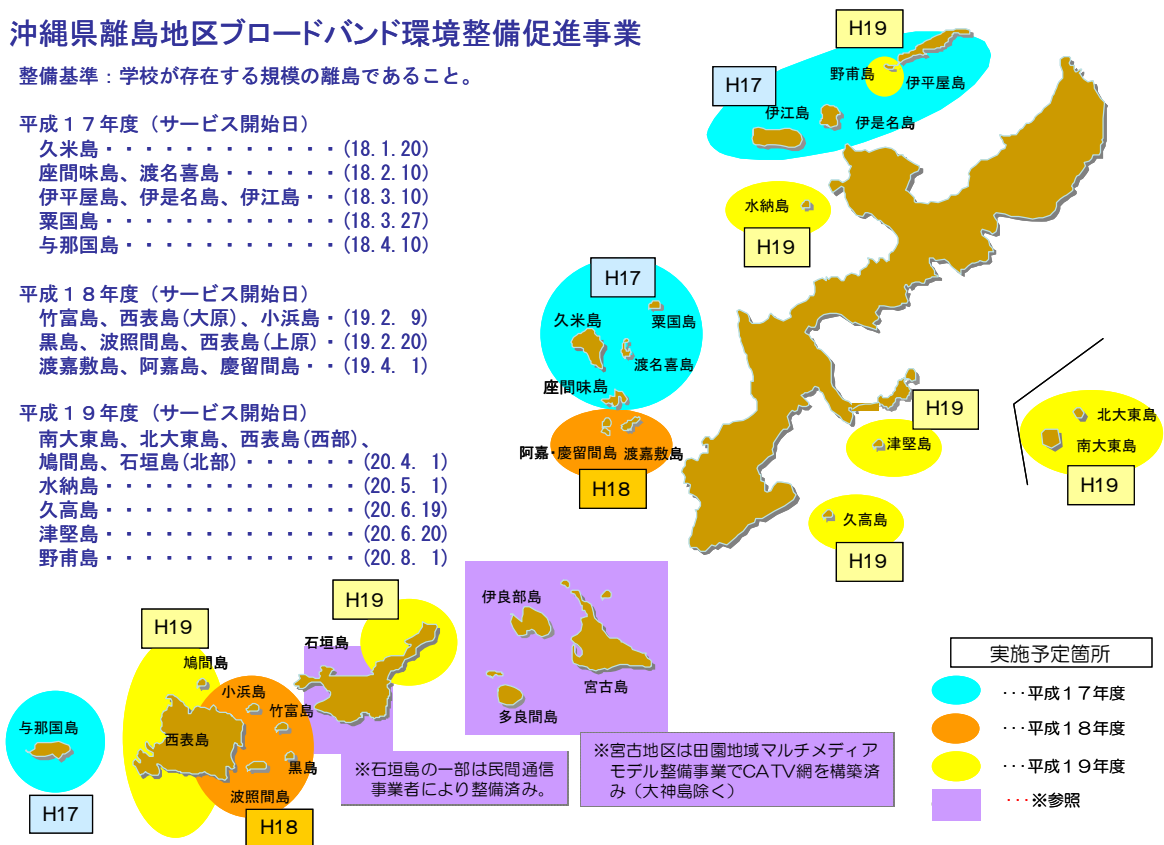 沖縄県離島地区ブロードバンド環境整備促進事業
整備基準：学校が存在する規模の離島であること。
平成１７年度（サービス開始日）
久米島・・・・・・・・・・・・(18.1.20)
座間味島、渡名喜島・・・・・・(18.2.10)
伊平屋島、伊是名島、伊江島・・(18.3.10)
粟国島・・・・・・・・・・・・(18.3.27)
与那国島・・・・・・・・・・・(18.4.10)
平成１８年度（サービス開始日）
竹富島、西表島(大原)、小浜島・(19.2. 9)
黒島、波照間島、西表島(上原)・(19.2.20)
渡嘉敷島、阿嘉島、慶留間島・・(19.4. 1)
平成１９年度（サービス開始日）
南大東島、北大東島、西表島(西部)、
鳩間島、石垣島(北部)・・・・・・(20.4. 1)
水納島・・・・・・・・・・・・・(20.5. 1)
久高島・・・・・・・・・・・・・(20.6.19)
津堅島・・・・・・・・・・・・・(20.6.20)
野甫島・・・・・・・・・・・・・(20.8. 1)
H19
野甫島
伊平屋島
H17
伊江島
伊是名島
水納島
H19
H17
久米島
粟国島
渡名喜島
座間味島
阿嘉・慶留間島
渡嘉敷島
H18
H19
津堅島
久高島
H19
北大東島
南大東島
H19
H19
鳩間島
小浜島
竹富島
西表島
黒島
波照間島
H18
与那国島
H17
H19
石垣島
伊良部島
宮古島
多良間島
※石垣島の一部は民間通信
事業者により整備済み。
※宮古地区は田園地域マルチメディア
モデル整備事業でCATV網を構築済
み（大神島除く）
実施予定箇所
・・・平成１７年度
・・・平成１８年度
・・・平成１９年度
・・・※参照